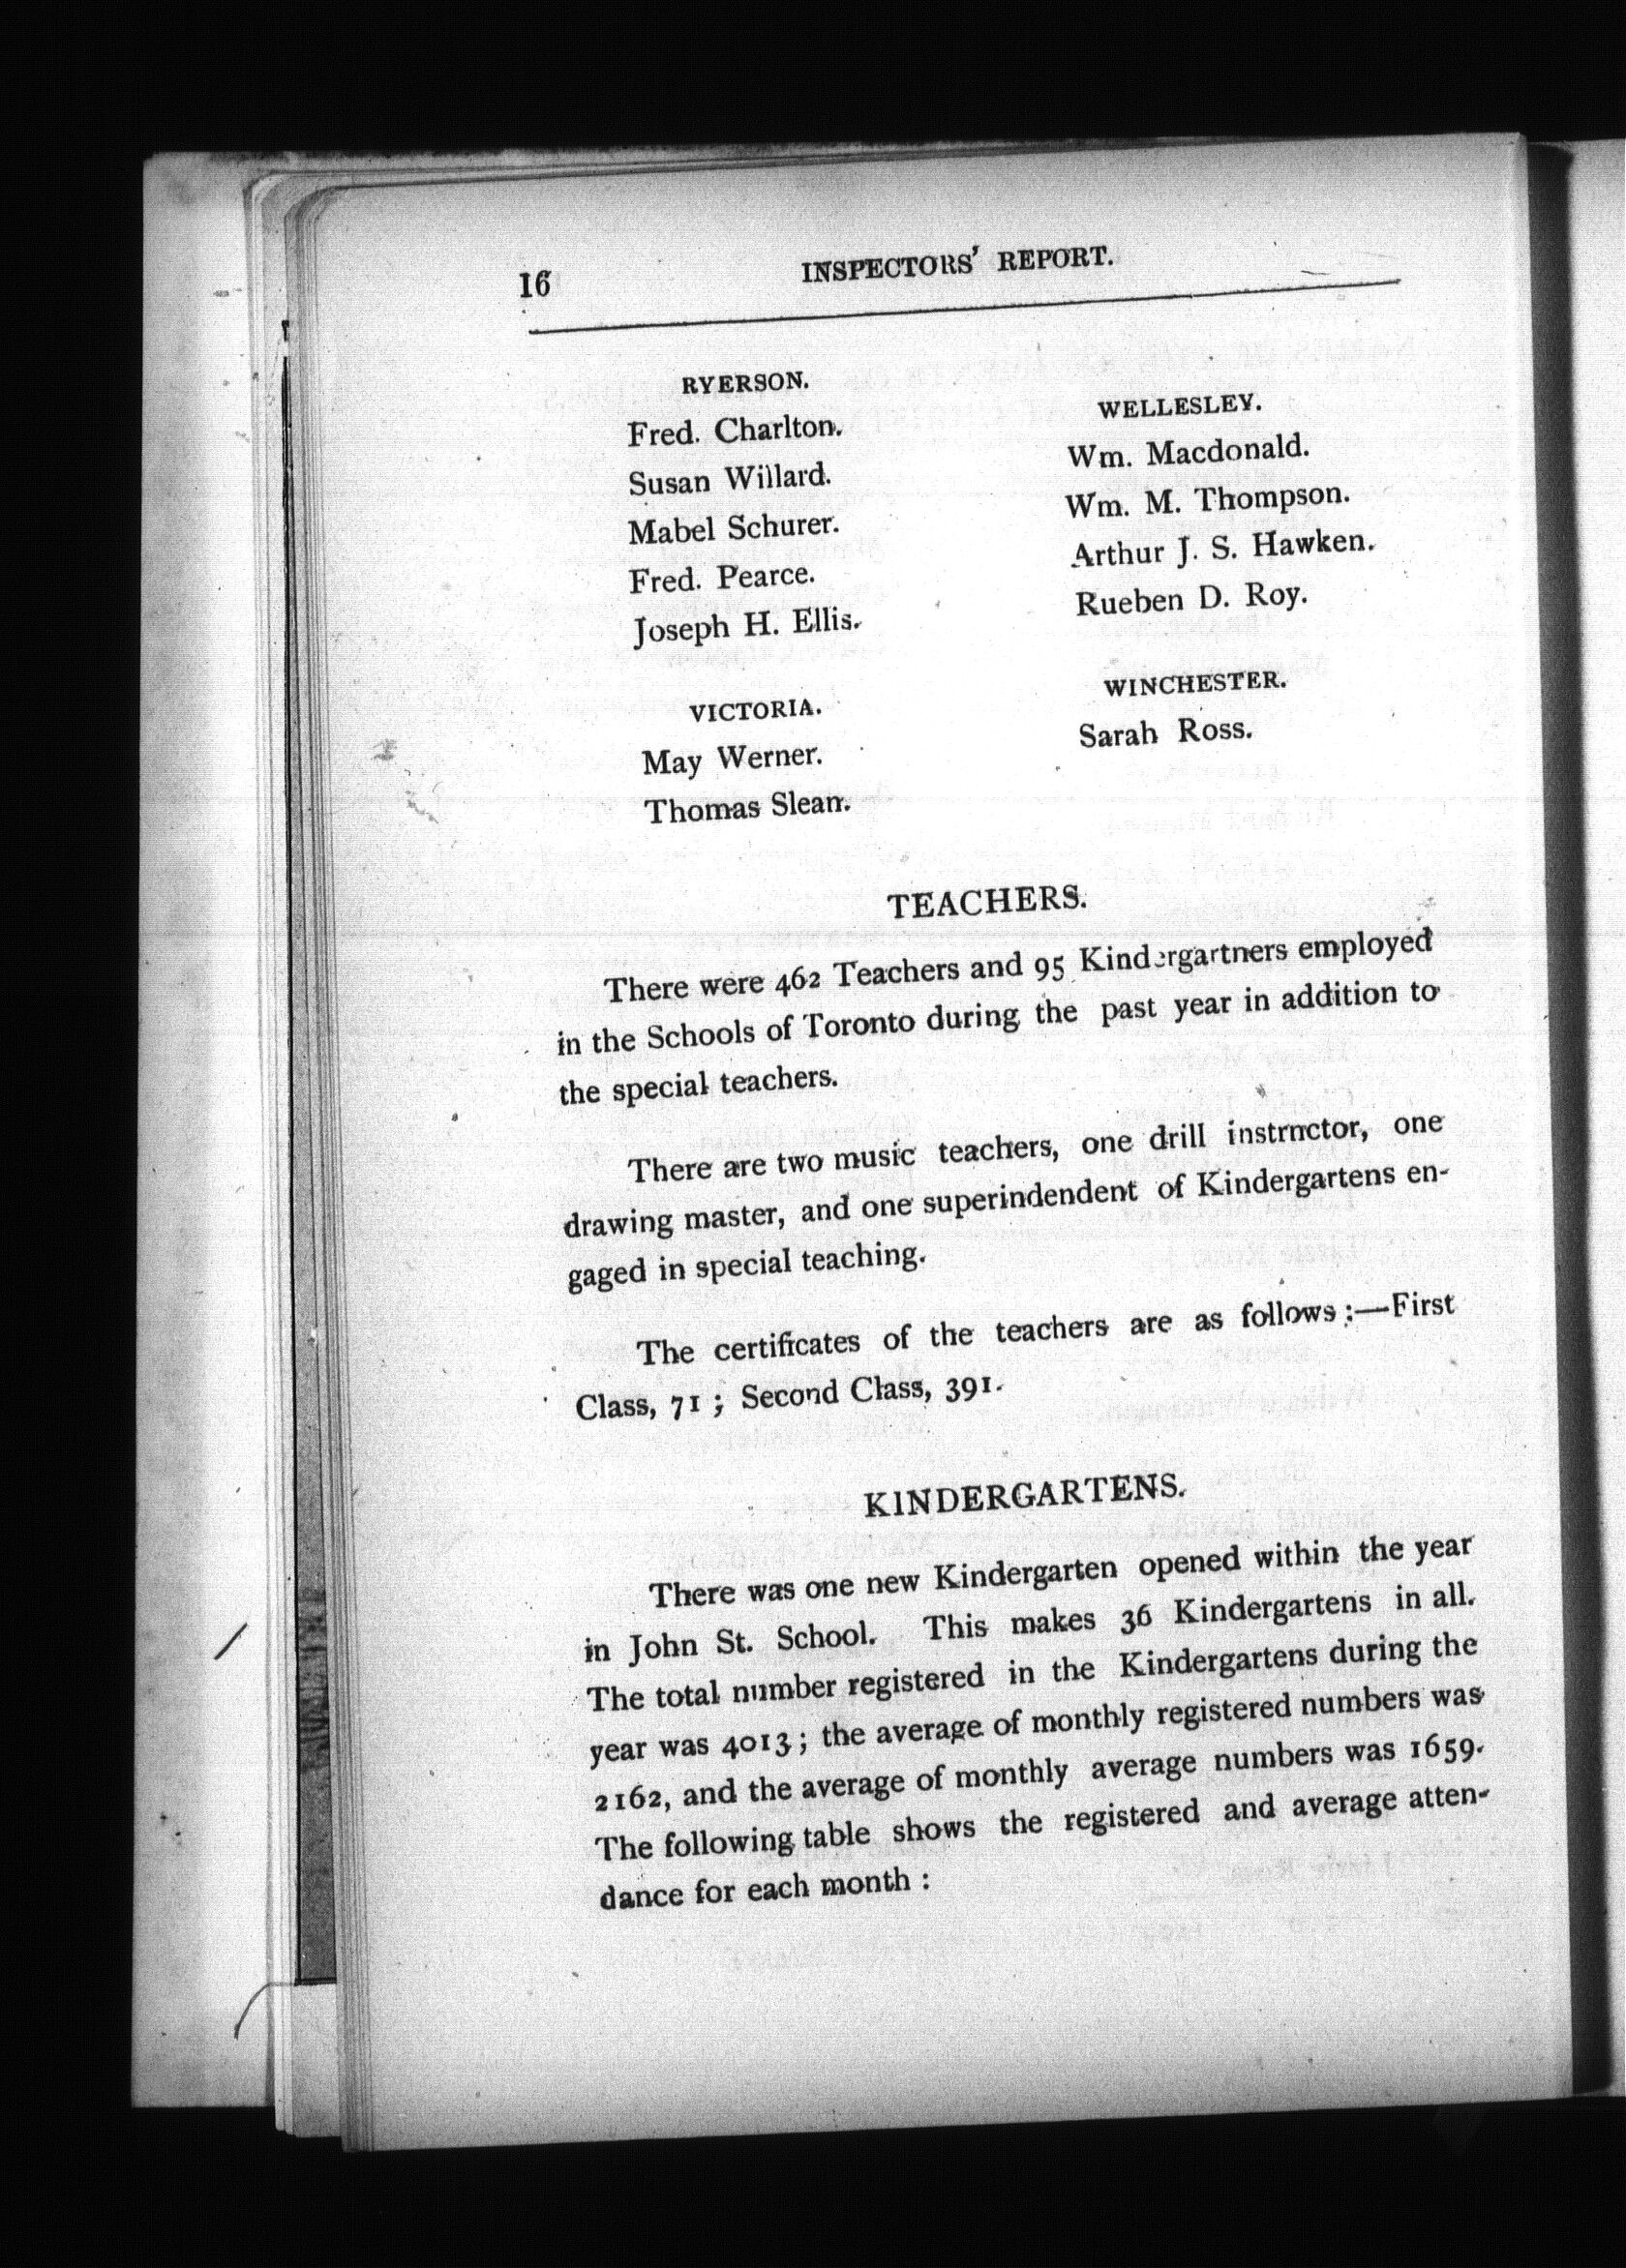 16
INSPECTORS' REPORT.
RYERSON.
Fred. Charlton.
Susan Willard.
Mabel Schurer.
Fred. Pearce.
Joseph H. Ellis.
VICTORIA.
May Werner.
Thomas Slean.
WELLESLEY.
Wm. Macdonald.
Wm. M. Thompson.
Arthur J. S. Hawken.
Rueben D. Roy.
WINCHESTER.
Sarah Ross.
TEACHERS.
There were 462 Teachers and 95 Kindergartners employed
in the Schools of Toronto during the past year in addition to
the special teachers.
There are two music teachers, one drill instrnctor, one
drawing master, and one superindendent of Kindergartens en-
gaged in special teaching.
The certificates of the teachers are as follows :—First
Class, 71 ; Second Class, 391.
KINDERGARTENS.
There was one new Kindergarten opened within the year
in John St. School. This makes 36 Kindergartens in all.
The total number registered in the Kindergartens during the
year was 4013 ; the average of monthly registered numbers was
2162, and the average of monthly average numbers was 1659.
The following table shows the registered and average atten-
dance for each month :